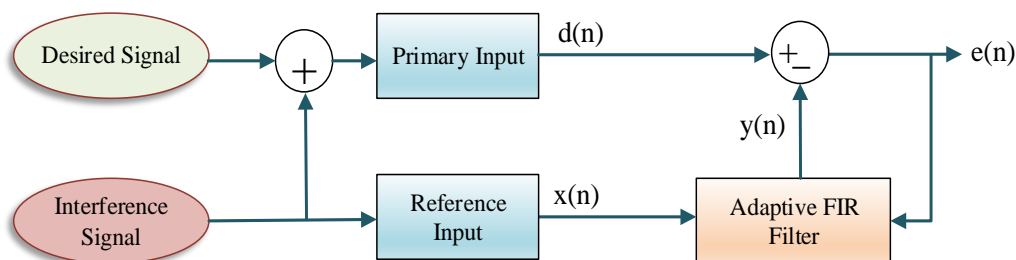 Desired Signal
+
Primary Input
d(n)
+
−
e(n)
y(n)
Interference
Signal
Reference
Input
x(n)
Adaptive FIR
Filter